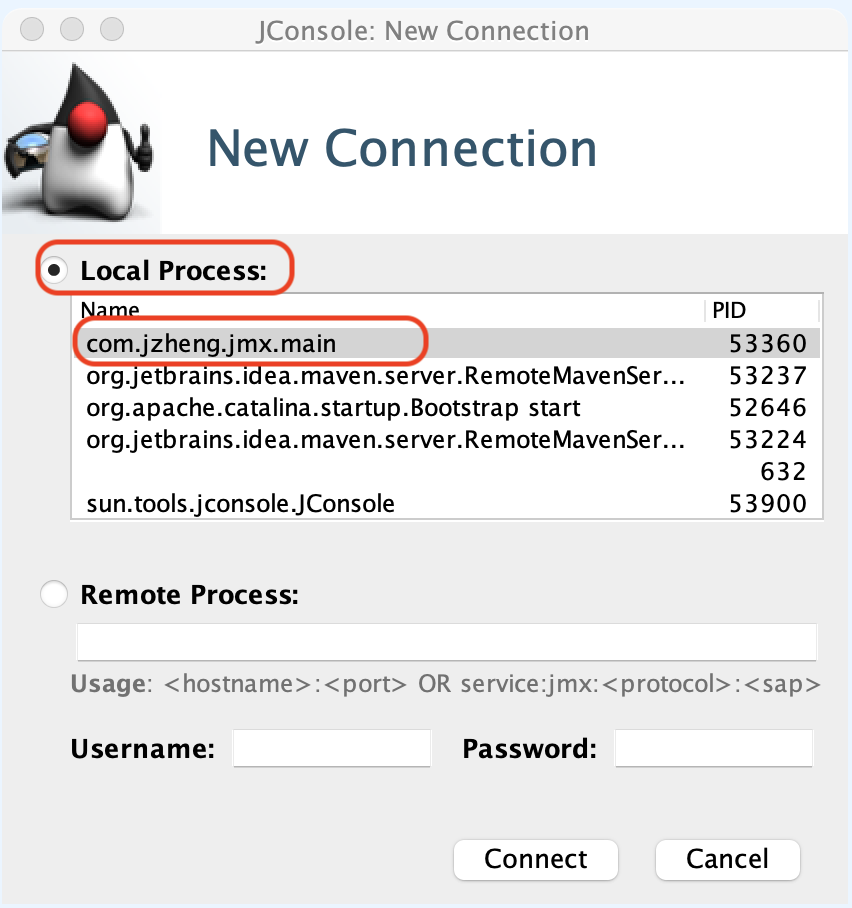 JConsole: New Connection
New Connection
Local Process:
Name PID
com.jzheng.jmx.main 53360
org.jetbrains.idea.maven.server.RemoteMavenSer... 53237
org.apache.catalina.startup.Bootstrap start 52646
org.jetbrains.idea.maven.server.RemoteMavenSer... 53224
632
sun.tools.jconsole.JConsole 53900
Remote Process:
Usage: <hostname>:<port> OR service:jmx:<protocol>:<sap>
Username: Password:
Connect Cancel